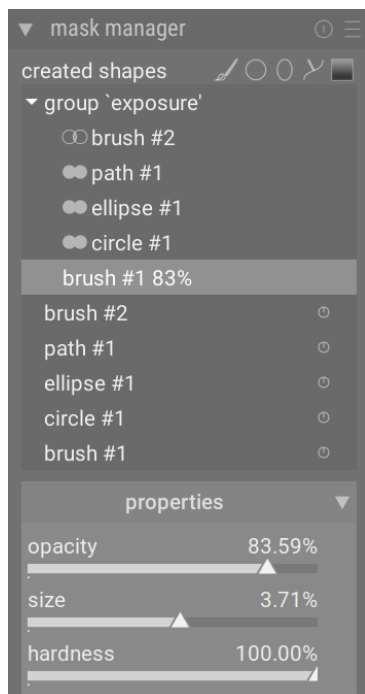 mask manager
created shapes
group `exposure'
brush #2
path #1
ellipse #1
circle #1
brush #1 83%
brush #2
path #1
ellipse #1
circle #1
brush #1
properties
opacity 83.59%
size 3.71%
hardness 100.00%